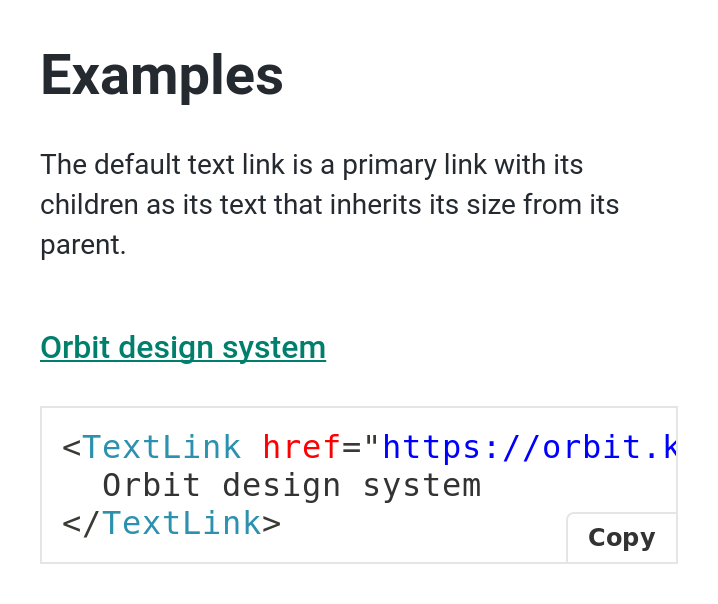 Examples
The default text link is a primary link with its
children as its text that inherits its size from its
parent.
Orbit design system
<TextLink href="https://orbit.k
  Orbit design system
</TextLink>
Copy